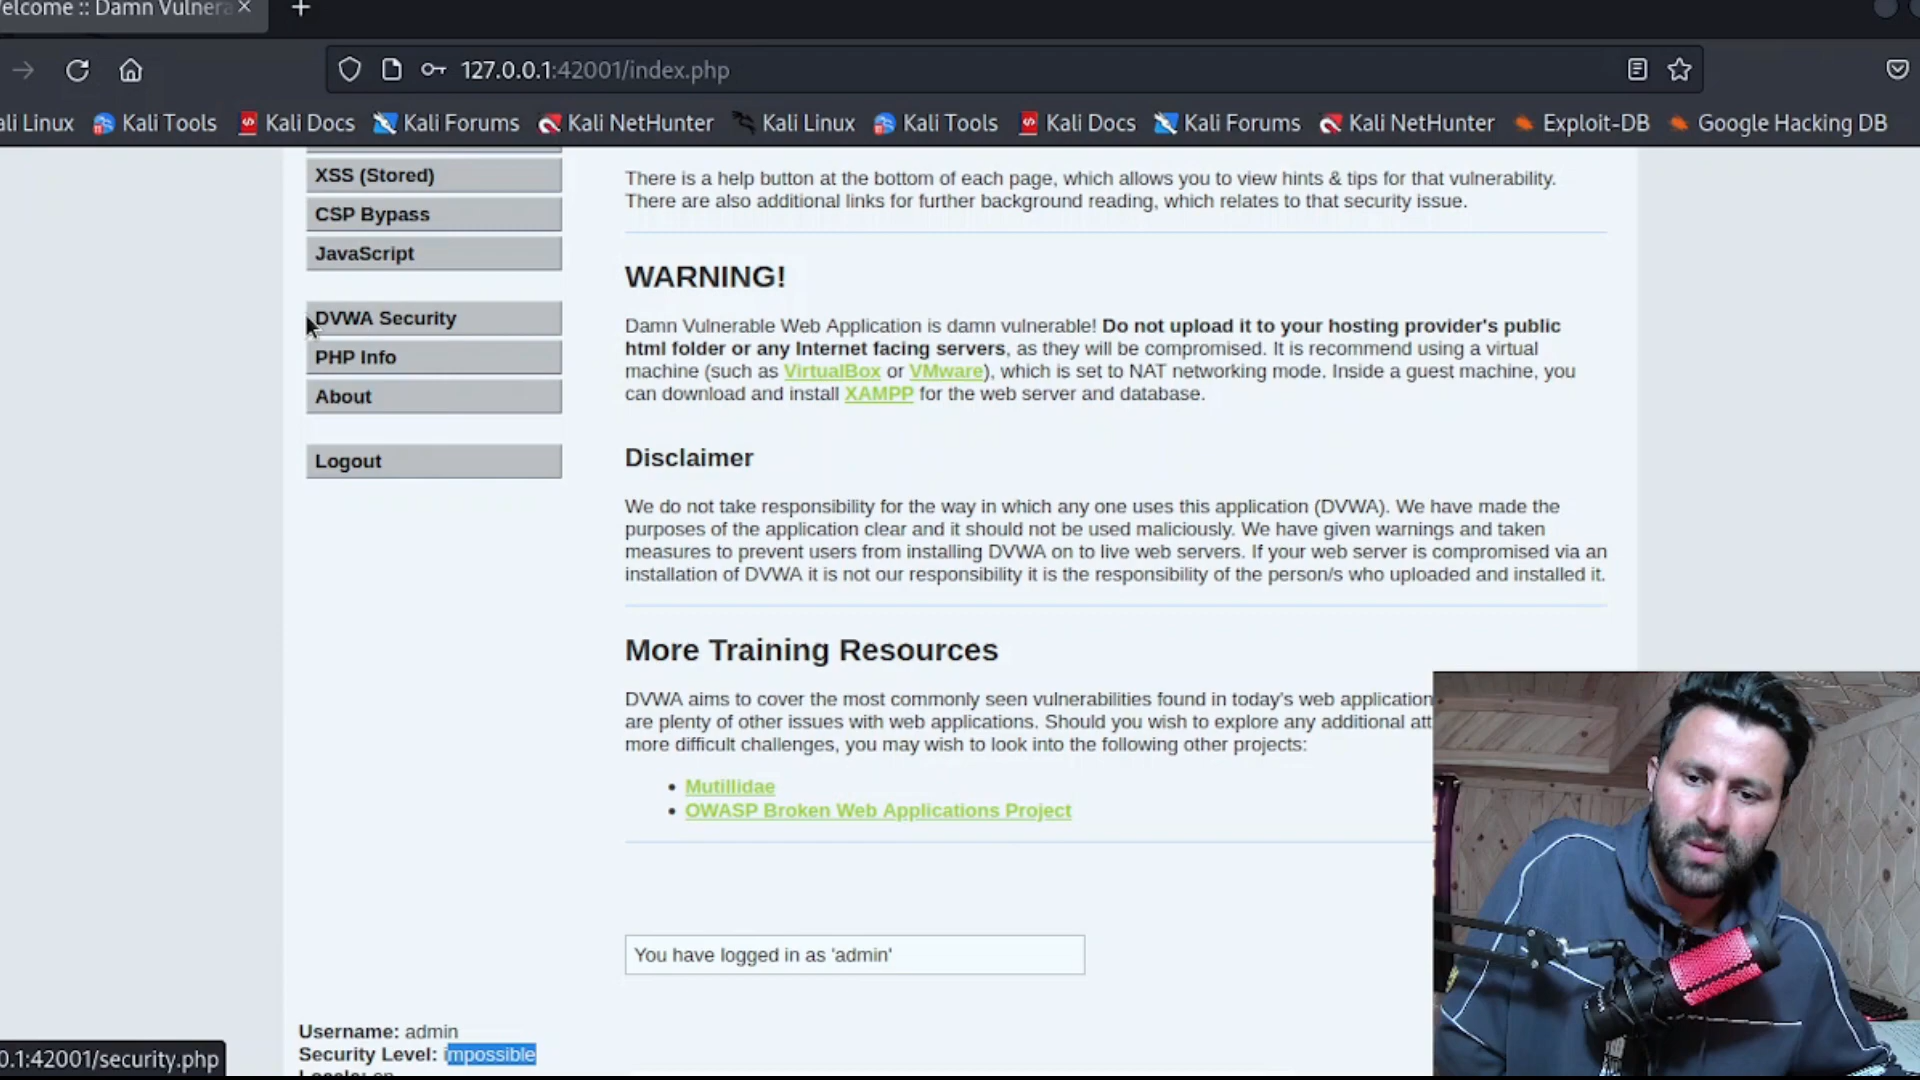 elcome :: Damn Vulnera
127.0.0.1:42001/index.php
ali Linux Kali Tools Kali Docs Kali Forums Kali NetHunter Kali Linux Kali Tools Kali Docs Kali Forums Kali NetHunter Exploit-DB Google Hacking DB
XSS (Stored)
CSP Bypass
JavaScript
DVWA Security
PHP Info
About
Logout
There is a help button at the bottom of each page, which allows you to view hints & tips for that vulnerability.
There are also additional links for further background reading, which relates to that security issue.
WARNING!
Damn Vulnerable Web Application is damn vulnerable! Do not upload it to your hosting provider's public
html folder or any Internet facing servers, as they will be compromised. It is recommend using a virtual
machine (such as VirtualBox or VMware), which is set to NAT networking mode. Inside a guest machine, you
can download and install XAMPP for the web server and database.
Disclaimer
We do not take responsibility for the way in which any one uses this application (DVWA). We have made the
purposes of the application clear and it should not be used maliciously. We have given warnings and taken
measures to prevent users from installing DVWA on to live web servers. If your web server is compromised via an
installation of DVWA it is not our responsibility it is the responsibility of the person/s who uploaded and installed it.
More Training Resources
DVWA aims to cover the most commonly seen vulnerabilities found in today's web application
are plenty of other issues with web applications. Should you wish to explore any additional att
more difficult challenges, you may wish to look into the following other projects:
• Mutillidae
• OWASP Broken Web Applications Project
You have logged in as 'admin'
Username: admin
Security Level: impossible
0.1:42001/security.php